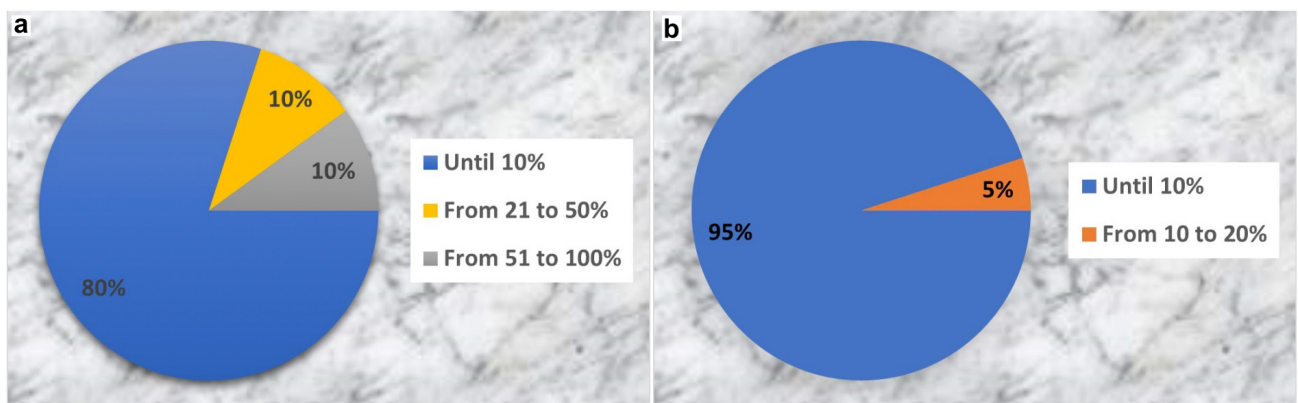 a
10%
10%
80%
Until 10%
From 21 to 50%
From 51 to 100%
b
5%
95%
Until 10%
From 10 to 20%